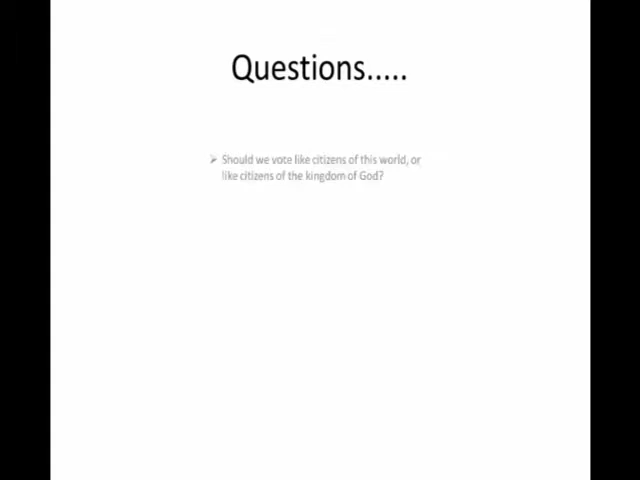 Questions.....
➢ Should we vote like citizens of this world, or
like citizens of the kingdom of God?